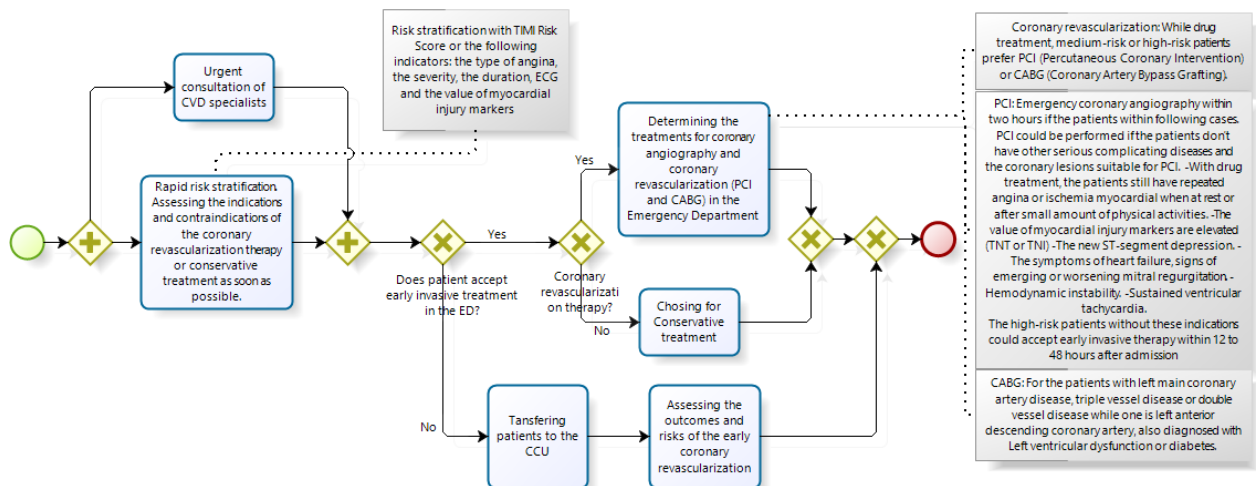 Risk stratification with TIMI Risk
Score or the following
indicators: the type of angina,
the severity, the duration, ECG
and the value of myocardial
injury markers
Urgent
consultation of
CVD specialists
Rapid risk stratification.
Assessing the indications
and contraindications of
the coronary
revascularization therapy
or conservative
treatment as soon as
possible.
Does patient accept
early invasive treatment
in the ED?
Yes
No
Coronary
revascularizati
on therapy?
Yes
No
Determining the
treatments for coronary
angiography and
coronary
revascularization (PCI
and CABG) in the
Emergency Department
Chosing for
Conservative
treatment
Tansfering
patients to the
CCU
Assessing the
outcomes and
risks of the early
coronary
revascularization
Coronary revascularization: While drug
treatment, medium-risk or high-risk patients
prefer PCI (Percutaneous Coronary Intervention)
or CABG (Coronary Artery Bypass Grafting).
PCI: Emergency coronary angiography within
two hours if the patients within following cases.
PCI could be performed if the patients don't
have other serious complicating diseases and
the coronary lesions suitable for PCI. -With drug
treatment, the patients still have repeated
angina or ischemia myocardial when at rest or
after small amount of physical activities. -The
value of myocardial injury markers are elevated
(TNT or TNI) -The new ST-segment depression. -
The symptoms of heart failure, signs of
emerging or worsening mitral regurgitation. -
Hemodynamic instability. -Sustained ventricular
tachycardia.
The high-risk patients without these indications
could accept early invasive therapy within 12 to
48 hours after admission
CABG: For the patients with left main coronary
artery disease, triple vessel disease or double
vessel disease while one is left anterior
descending coronary artery, also diagnosed with
Left ventricular dysfunction or diabetes.